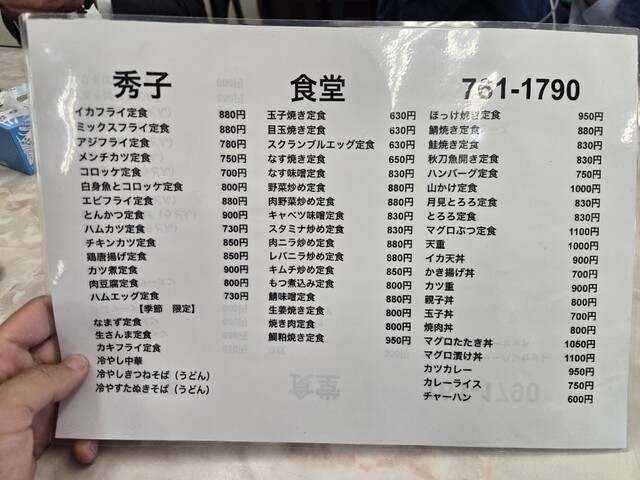 秀子 食堂 761-1790
イカフライ定食 880円
ミックスフライ定食 880円
アジフライ定食 780円
メンチカツ定食 750円
コロッケ定食 700円
白身魚とコロッケ定食 800円
エビフライ定食 880円
とんかつ定食 900円
ハムカツ定食 730円
チキンカツ定食 850円
鶏唐揚げ定食 850円
カツ煮定食 900円
肉豆腐定食 800円
ハムエッグ定食 730円
【季節 限定】
なまず定食
生さんま定食
カキフライ定食
冷やし中華
冷やしきつねそば（うどん）
冷やすたぬきそば（うどん）
玉子焼き定食 630円
目玉焼き定食 630円
スクランブルエッグ定食 630円
なす焼き定食 650円
なす味噌定食 830円
野菜炒め定食 880円
肉野菜炒め定食 880円
キャベツ味噌定食 830円
スタミナ炒め定食 830円
肉ニラ炒め定食 880円
レバニラ炒め定食 880円
キムチ炒め定食 850円
もつ煮込み定食 800円
鯖味噌定食 880円
生姜焼き定食 800円
焼き肉定食 800円
鯛粕焼き定食 950円
ほっけ焼き定食 950円
鯖焼き定食 880円
鮭焼き定食 830円
秋刀魚開き定食 830円
ハンバーグ定食 750円
山かけ定食 1000円
月見とろろ定食 830円
とろろ定食 830円
マグロぶつ定食 1100円
天重 1000円
イカ天丼 900円
かき揚げ丼 700円
カツ重 900円
親子丼 800円
玉子丼 700円
焼肉丼 800円
マグロたたき丼 1050円
マグロ漬け丼 1100円
カツカレー 950円
カレーライス 750円
チャーハン 600円